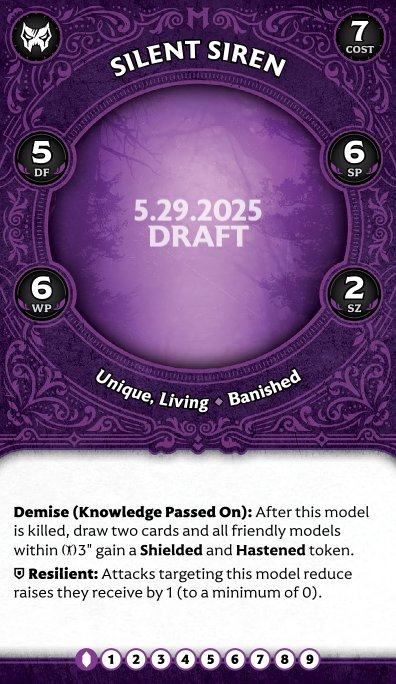 M
SILENT SIREN
7
COST
5
DF
6
SP
5.29.2025
DRAFT
6
WP
2
SZ
Unique, Living ◆ Banished
Demise (Knowledge Passed On): After this model
is killed, draw two cards and all friendly models
within 3" gain a Shielded and Hastened token.
Resilient: Attacks targeting this model reduce
raises they receive by 1 (to a minimum of 0).
1 2 3 4 5 6 7 8 9